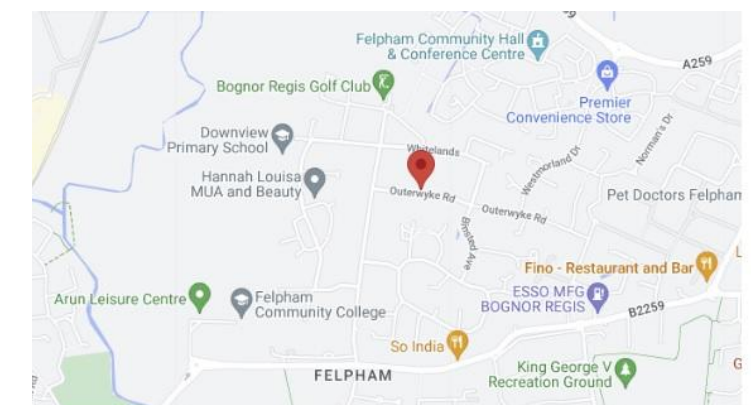 Felpham Community Hall
& Conference Centre
A259
Bognor Regis Golf Club
Premier
Convenience Store
Norman's Dr
Downview
Primary School
Whitelands
Westmorland Dr
Hannah Louisa
MUA and Beauty
Outerwyke Rd
Pet Doctors Felpham
Outerwyke Rd
Binsted Ave
Fino - Restaurant and Bar
L
Arun Leisure Centre
Felpham
Community College
ESSO MFG
BOGNOR REGIS
B2259
So India
FELPHAM
King George V
Recreation Ground
G